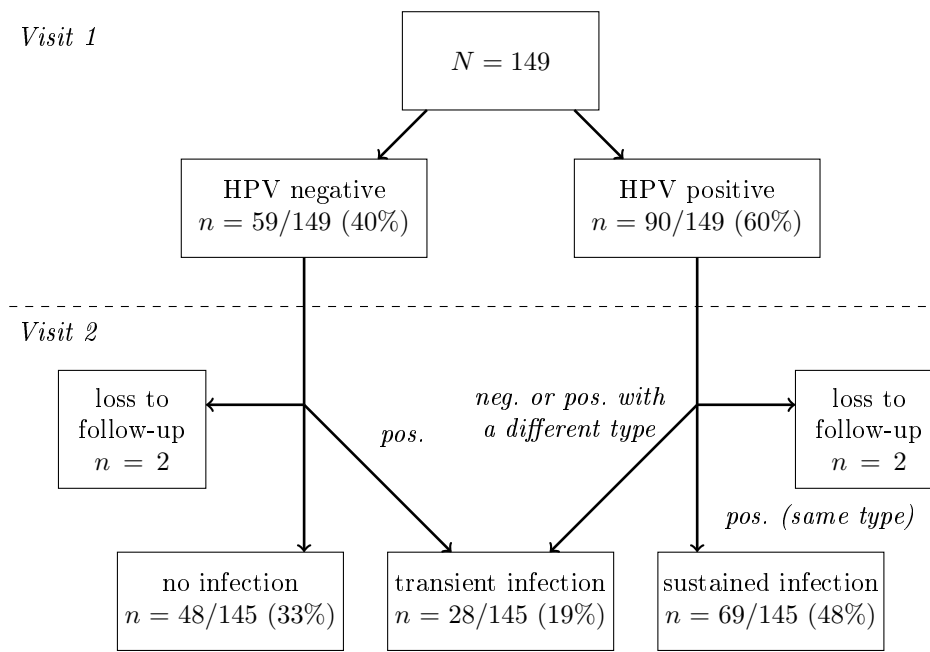 Visit 1
N = 149
HPV negative
n = 59/149 (40%)
HPV positive
n = 90/149 (60%)
Visit 2
loss to
follow-up
n = 2
pos.
neg. or pos. with
a different type
loss to
follow-up
n = 2
pos. (same type)
no infection
n = 48/145 (33%)
transient infection
n = 28/145 (19%)
sustained infection
n = 69/145 (48%)